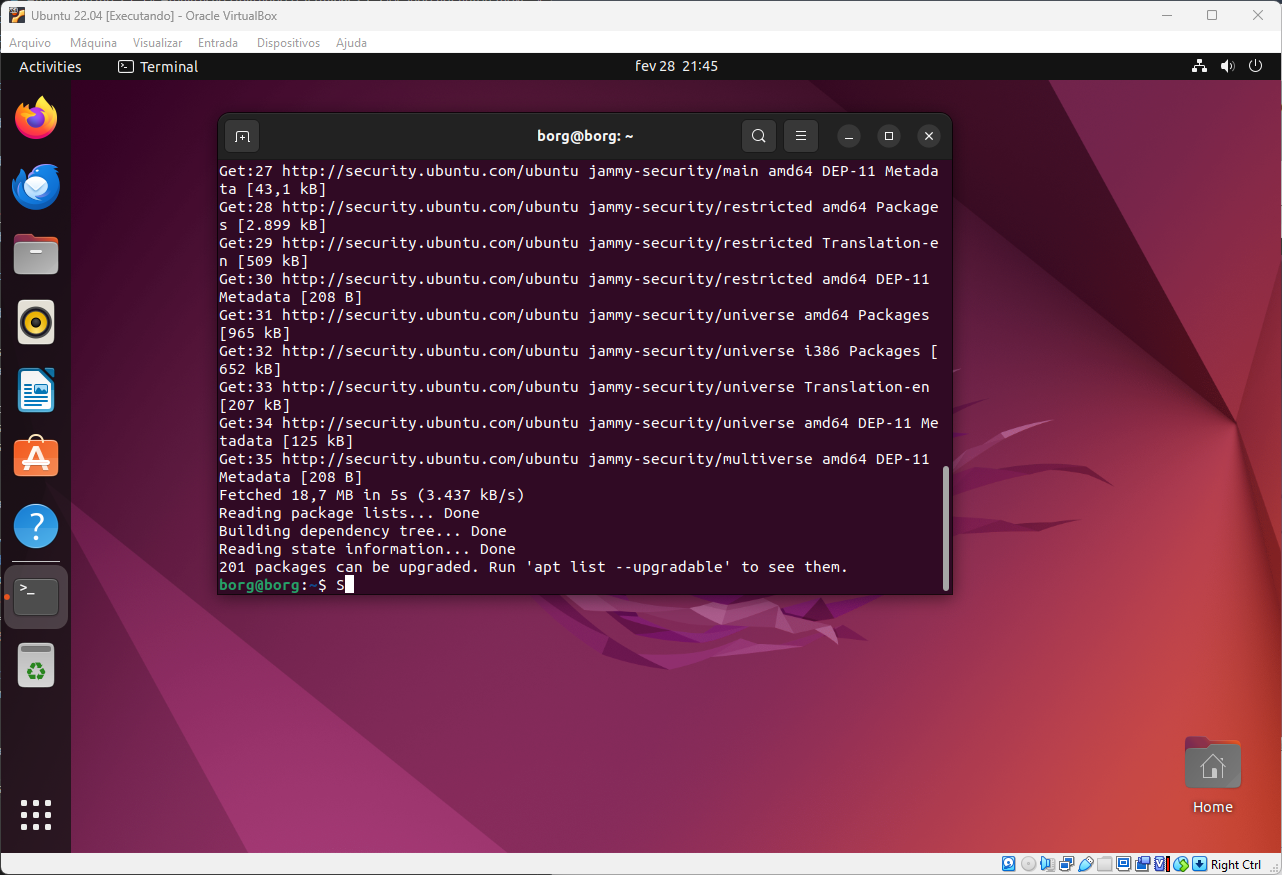 Ubuntu 22.04 [Executando] - Oracle VirtualBox
Arquivo Máquina Visualizar Entrada Dispositivos Ajuda
Activities Terminal fev 28 21:45
borg@borg: ~
Get:27 http://security.ubuntu.com/ubuntu jammy-security/main amd64 DEP-11 Metada
ta [43,1 kB]
Get:28 http://security.ubuntu.com/ubuntu jammy-security/restricted amd64 Package
s [2.899 kB]
Get:29 http://security.ubuntu.com/ubuntu jammy-security/restricted Translation-e
n [509 kB]
Get:30 http://security.ubuntu.com/ubuntu jammy-security/restricted amd64 DEP-11
Metadata [208 B]
Get:31 http://security.ubuntu.com/ubuntu jammy-security/universe amd64 Packages
[965 kB]
Get:32 http://security.ubuntu.com/ubuntu jammy-security/universe i386 Packages [
652 kB]
Get:33 http://security.ubuntu.com/ubuntu jammy-security/universe Translation-en
[207 kB]
Get:34 http://security.ubuntu.com/ubuntu jammy-security/universe amd64 DEP-11 Me
tadata [125 kB]
Get:35 http://security.ubuntu.com/ubuntu jammy-security/multiverse amd64 DEP-11
Metadata [208 B]
Fetched 18,7 MB in 5s (3.437 kB/s)
Reading package lists... Done
Building dependency tree... Done
Reading state information... Done
201 packages can be upgraded. Run 'apt list --upgradable' to see them.
borg@borg:~$ S
Home
Right Ctrl